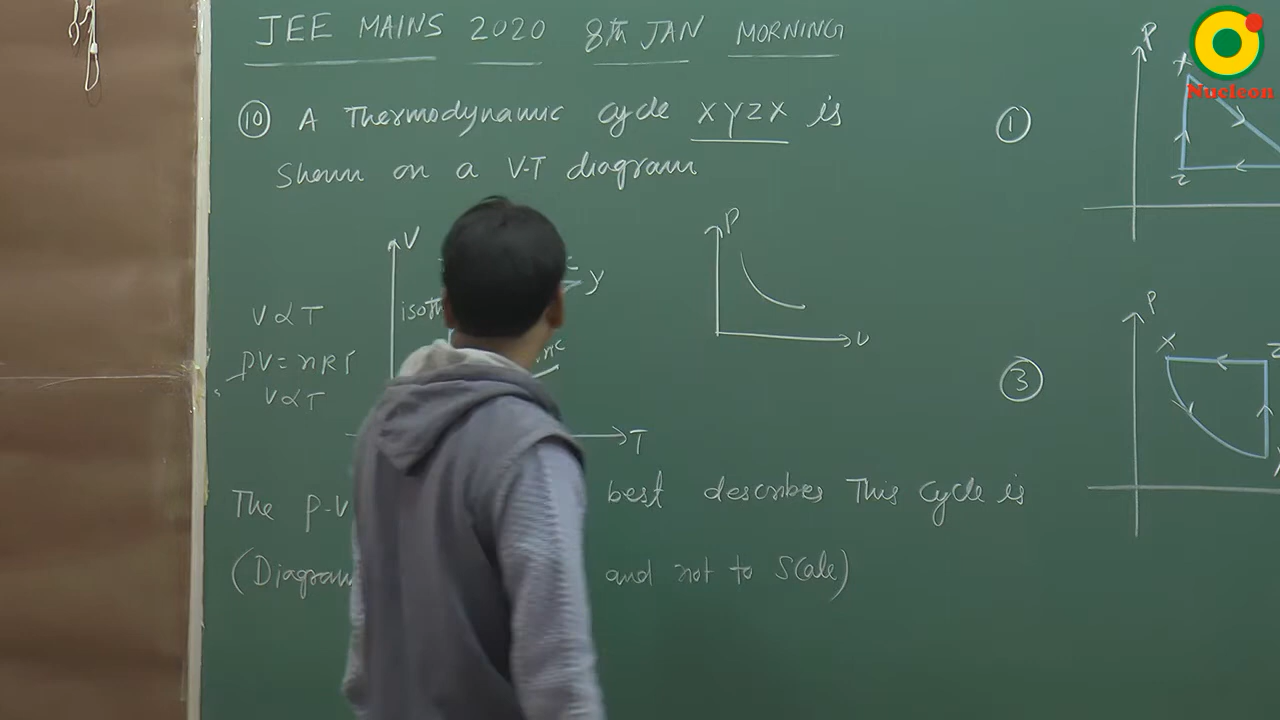 JEE MAINS 2020 8th JAN MORNING
Nucleon
10 A Thermodynamic cycle XYZX is
Shown on a V-T diagram
1
P
X
Z
V
Y
isoth
P
V ∝ T
PV = nRT
V ∝ T
T
υ
3
P
X
The P-V best describes This cycle is
(Diagram and not to scale)